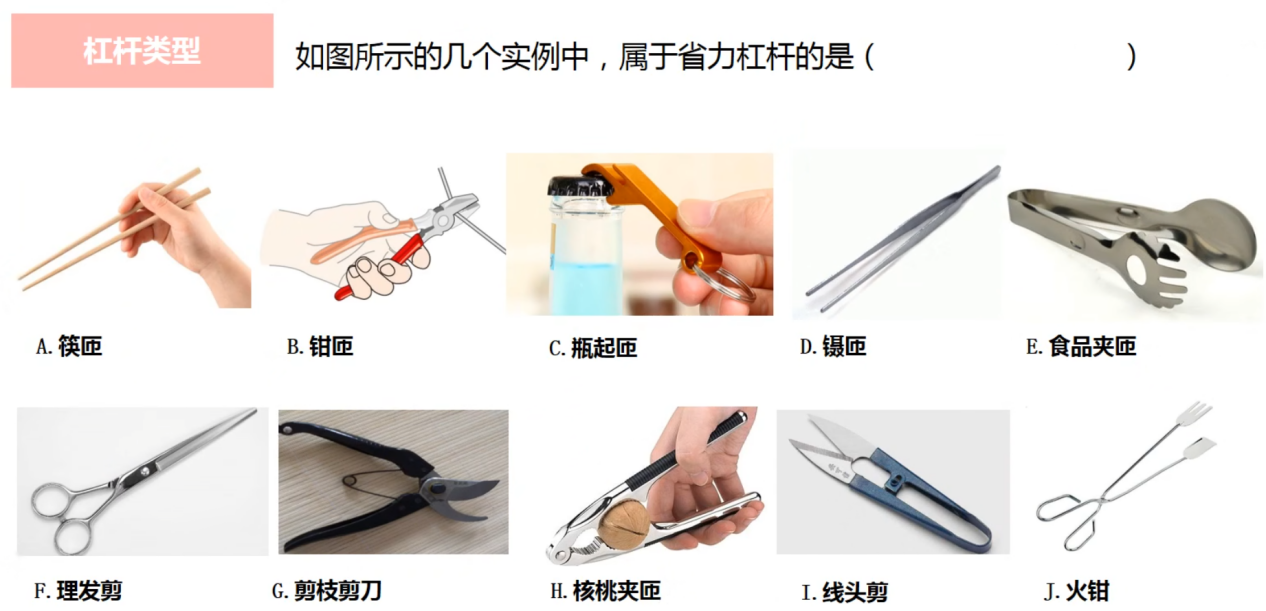 杠杆类型
如图所示的几个实例中，属于省力杠杆的是（ ）
A. 筷匝
B. 钳匝
C. 瓶起匝
D. 镊匝
E. 食品夹匝
F. 理发剪
G. 剪枝剪刀
H. 核桃夹匝
I. 线头剪
J. 火钳